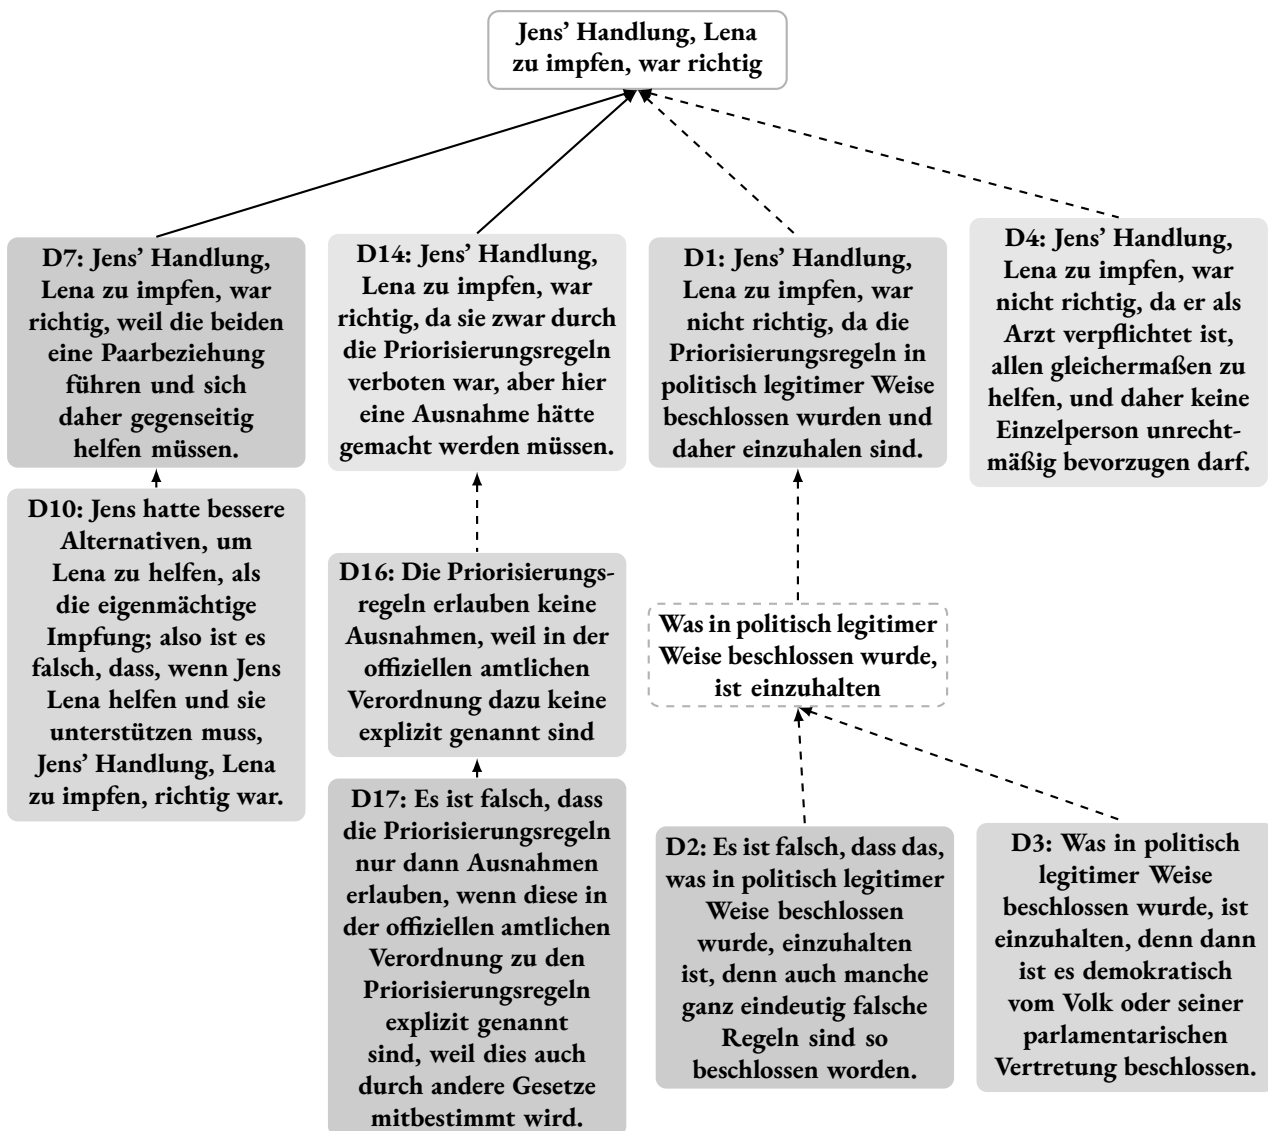 Jens’ Handlung, Lena
zu impfen, war richtig
D7: Jens’ Handlung,
Lena zu impfen, war
richtig, weil die beiden
eine Paarbeziehung
führen und sich
daher gegenseitig
helfen müssen.
D14: Jens’ Handlung,
Lena zu impfen, war
richtig, da sie zwar durch
die Priorisierungsregeln
verboten war, aber hier
eine Ausnahme hätte
gemacht werden müssen.
D1: Jens’ Handlung,
Lena zu impfen, war
nicht richtig, da die
Priorisierungsregeln in
politisch legitimer Weise
beschlossen wurden und
daher einzuhalen sind.
D4: Jens’ Handlung,
Lena zu impfen, war
nicht richtig, da er als
Arzt verpflichtet ist,
allen gleichermaßen zu
helfen, und daher keine
Einzelperson unrecht-
mäßig bevorzugen darf.
D10: Jens hatte bessere
Alternativen, um
Lena zu helfen, als
die eigenmächtige
Impfung; also ist es
falsch, dass, wenn Jens
Lena helfen und sie
unterstützen muss,
Jens’ Handlung, Lena
zu impfen, richtig war.
D16: Die Priorisierungs-
regeln erlauben keine
Ausnahmen, weil in der
offiziellen amtlichen
Verordnung dazu keine
explizit genannt sind
Was in politisch legitimer
Weise beschlossen wurde,
ist einzuhalten
D17: Es ist falsch, dass
die Priorisierungsregeln
nur dann Ausnahmen
erlauben, wenn diese in
der offiziellen amtlichen
Verordnung zu den
Priorisierungsregeln
explizit genannt
sind, weil dies auch
durch andere Gesetze
mitbestimmt wird.
D2: Es ist falsch, dass das,
was in politisch legitimer
Weise beschlossen
wurde, einzuhalten
ist, denn auch manche
ganz eindeutig falsche
Regeln sind so
beschlossen worden.
D3: Was in politisch
legitimer Weise
beschlossen wurde, ist
einzuhalten, denn dann
ist es demokratisch
vom Volk oder seiner
parlamentarischen
Vertretung beschlossen.